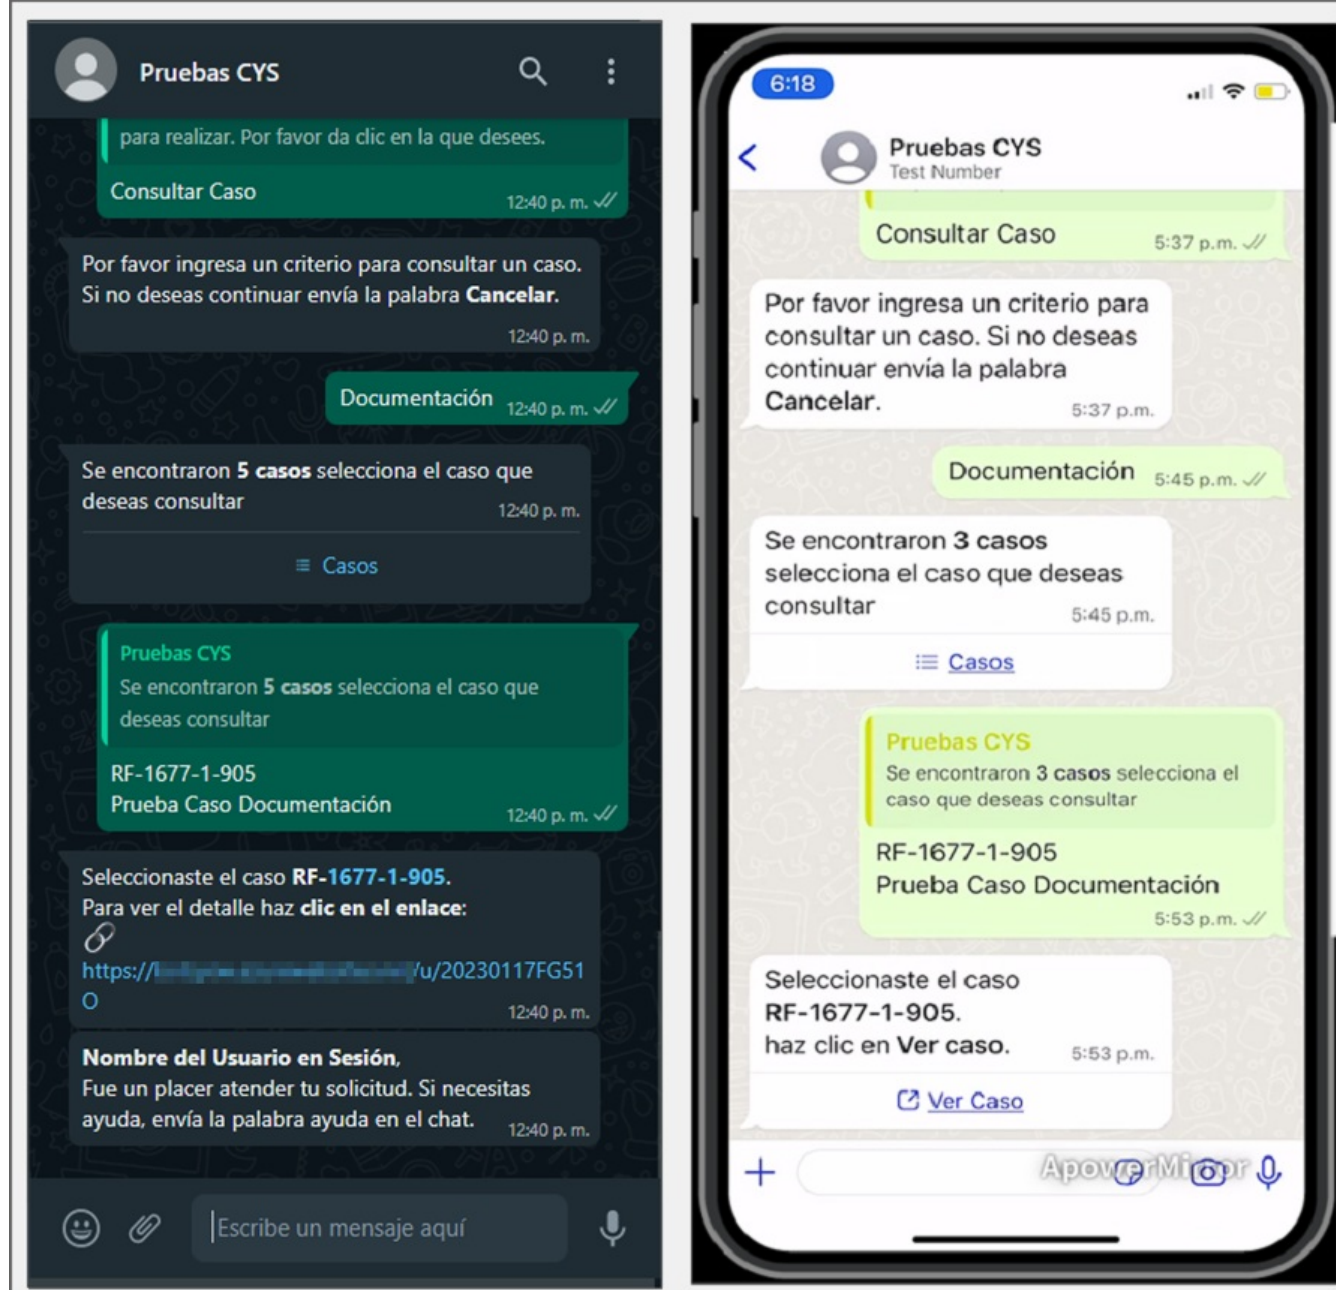 Pruebas CYS
para realizar. Por favor da clic en la que desees.
Consultar Caso
12:40 p. m.
Por favor ingresa un criterio para consultar un caso.
Si no deseas continuar envía la palabra Cancelar.
12:40 p. m.
Documentación 12:40 p. m.
Se encontraron 5 casos selecciona el caso que
deseas consultar
12:40 p. m.
Casos
Pruebas CYS
Se encontraron 5 casos selecciona el caso que
deseas consultar
RF-1677-1-905
Prueba Caso Documentación
12:40 p. m.
Seleccionaste el caso RF-1677-1-905.
Para ver el detalle haz clic en el enlace:
https:// /u/20230117FG51
O
12:40 p. m.
Nombre del Usuario en Sesión,
Fue un placer atender tu solicitud. Si necesitas
ayuda, envía la palabra ayuda en el chat.
12:40 p. m.
Escribe un mensaje aquí
6:18
Pruebas CYS
Test Number
Consultar Caso
5:37 p.m.
Por favor ingresa un criterio para
consultar un caso. Si no deseas
continuar envía la palabra
Cancelar.
5:37 p.m.
Documentación 5:45 p.m.
Se encontraron 3 casos
selecciona el caso que deseas
consultar
5:45 p.m.
Casos
Pruebas CYS
Se encontraron 3 casos selecciona el
caso que deseas consultar
RF-1677-1-905
Prueba Caso Documentación
5:53 p.m.
Seleccionaste el caso
RF-1677-1-905.
haz clic en Ver caso.
5:53 p.m.
Ver Caso
ApowerMirror